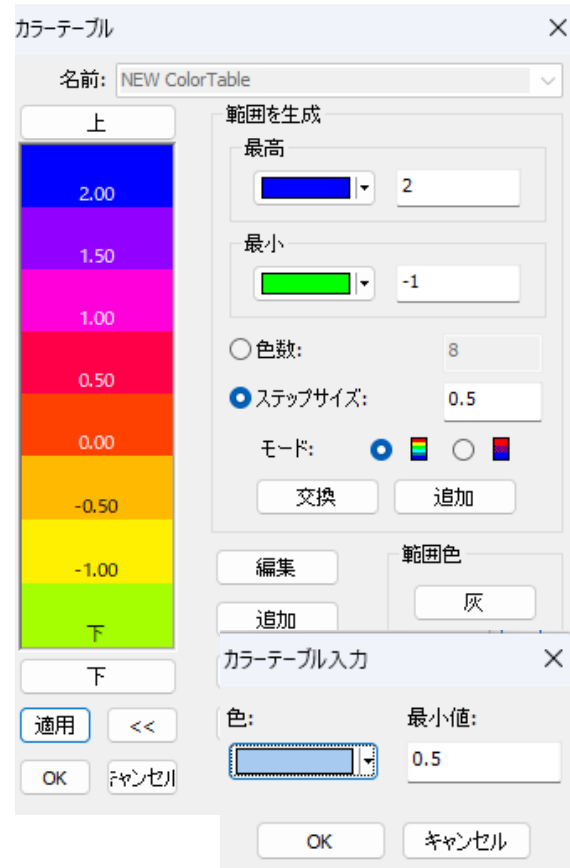 カラーテーブル
名前: NEW ColorTable
上
2.00
1.50
1.00
0.50
0.00
-0.50
-1.00
下
下
適用
<<
OK
キャンセル
範囲を生成
最高
2
最小
-1
色数: 8
ステップサイズ: 0.5
モード:
交換
追加
編集
追加
範囲色
灰
カラーテーブル入力
色:
最小値:
0.5
OK
キャンセル